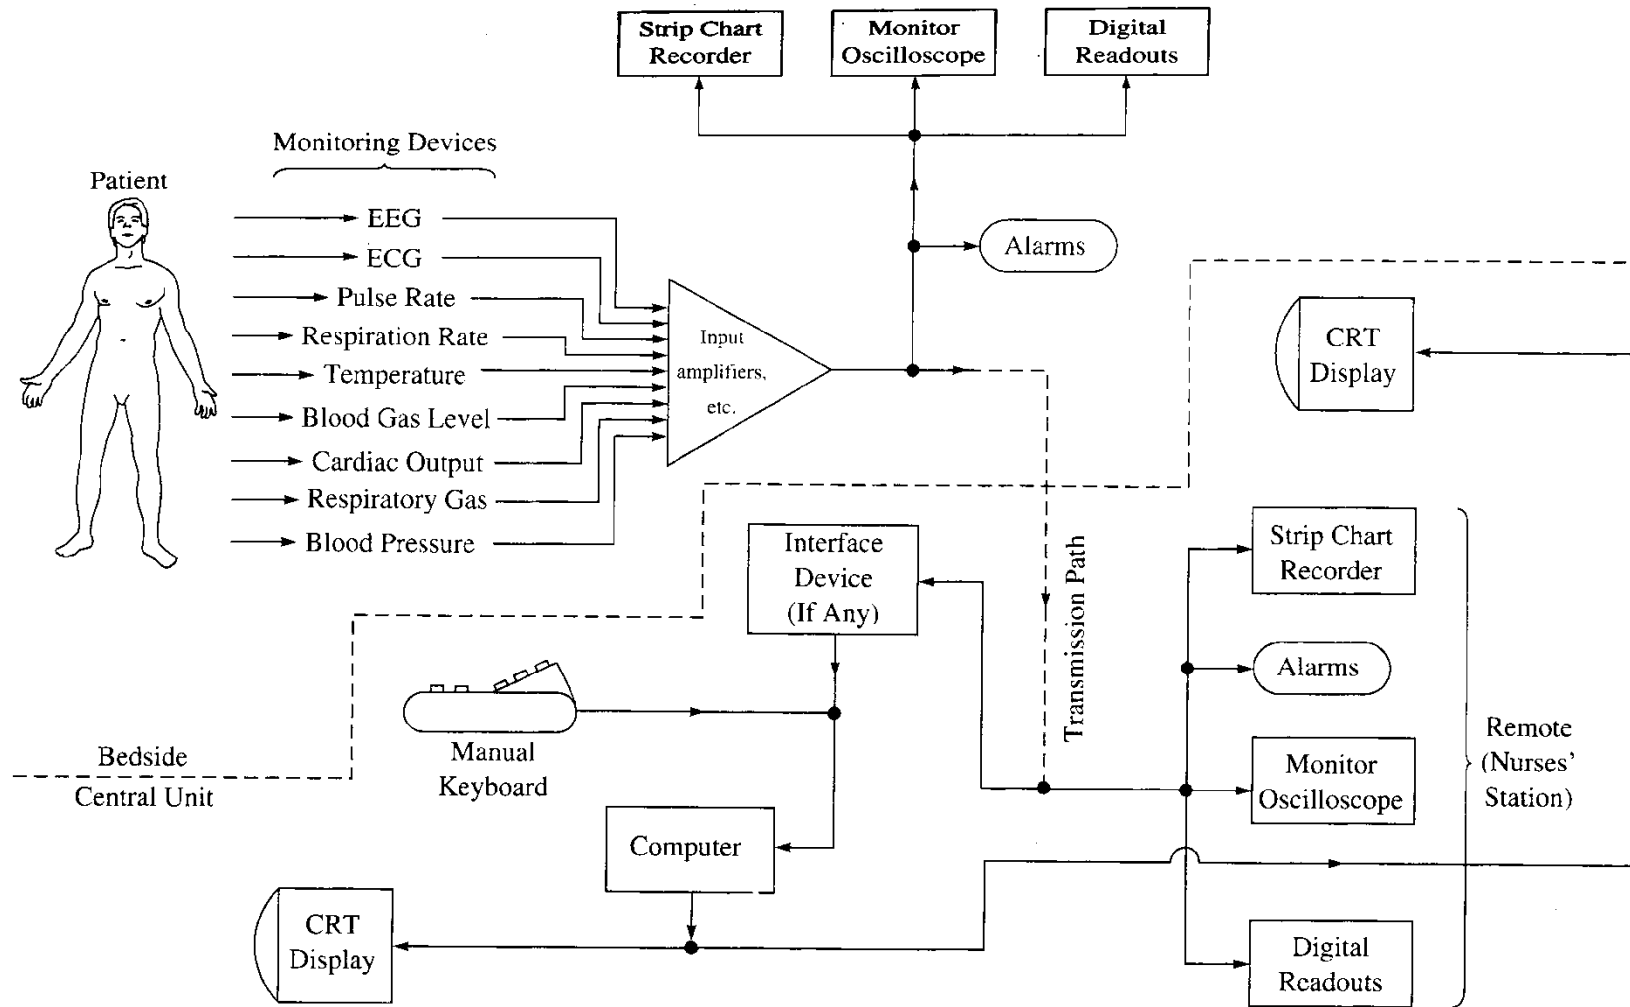 Strip Chart
Recorder
Monitor
Oscilloscope
Digital
Readouts
Monitoring Devices
Patient
EEG
ECG
Pulse Rate
Respiration Rate
Temperature
Blood Gas Level
Cardiac Output
Respiratory Gas
Blood Pressure
Input
amplifiers,
etc.
Alarms
CRT
Display
Interface
Device
(If Any)
Transmission Path
Strip Chart
Recorder
Alarms
Monitor
Oscilloscope
Digital
Readouts
Remote
(Nurses'
Station)
Manual
Keyboard
Bedside
Central Unit
Computer
CRT
Display